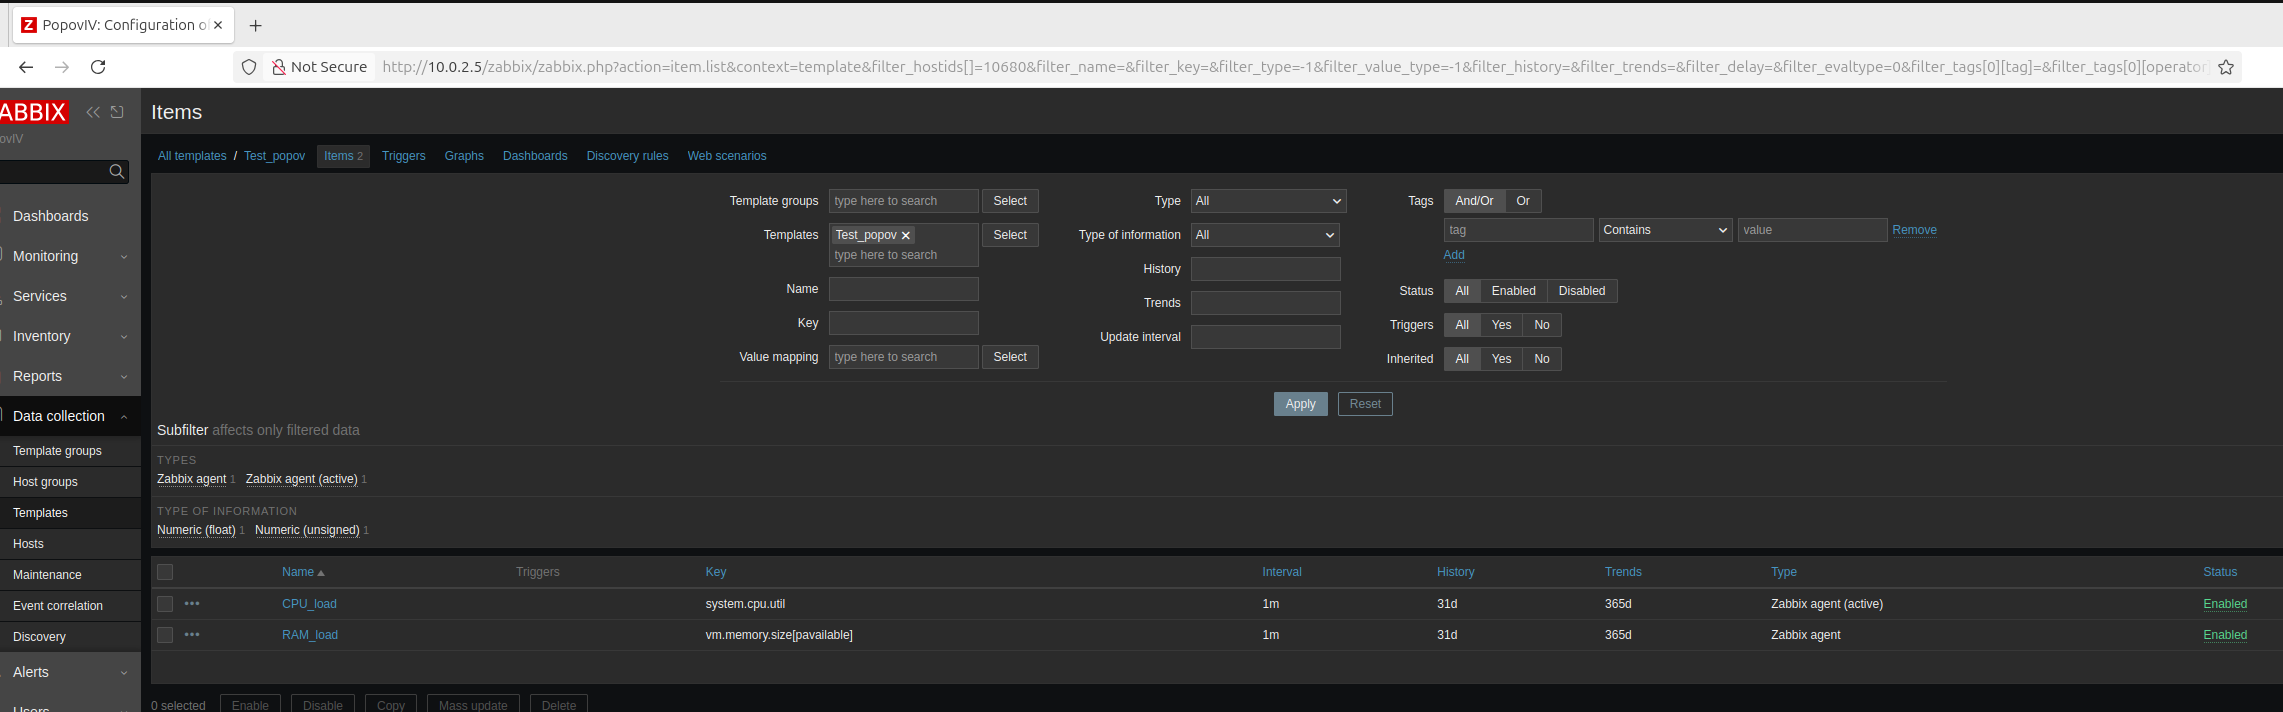 PopovIV: Configuration of
Not Secure http://10.0.2.5/zabbix/zabbix.php?action=item.list&context=template&filter_hostids[]=10680&filter_name=&filter_key=&filter_type=-1&filter_value_type=-1&filter_history=&filter_trends=&filter_delay=&filter_evaltype=0&filter_tags[0][tag]=&filter_tags[0][operator]
ABBIX
ovIV
Dashboards
Monitoring
Services
Inventory
Reports
Data collection
Template groups
Host groups
Templates
Hosts
Maintenance
Event correlation
Discovery
Alerts
Users
Items
All templates / Test_popov Items 2 Triggers Graphs Dashboards Discovery rules Web scenarios
Template groups type here to search Select
Templates Test_popov Select
type here to search
Name
Key
Value mapping type here to search Select
Type All
Type of information All
History
Trends
Update interval
Tags And/Or Or
tag Contains value Remove
Add
Status All Enabled Disabled
Triggers All Yes No
Inherited All Yes No
Apply Reset
Subfilter affects only filtered data
TYPES
Zabbix agent 1 Zabbix agent (active) 1
TYPE OF INFORMATION
Numeric (float) 1 Numeric (unsigned) 1
Name Triggers Key Interval History Trends Type Status
CPU_load system.cpu.util 1m 31d 365d Zabbix agent (active) Enabled
RAM_load vm.memory.size[pavailable] 1m 31d 365d Zabbix agent Enabled
0 selected Enable Disable Copy Mass update Delete